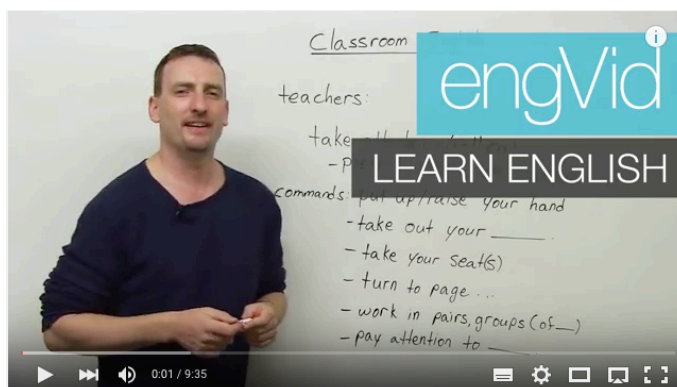 Classroom
engVid
teachers:
take
LEARN ENGLISH
commands: put up/raise your hand
- take out your ____.
- take your seat(s)
- turn to page ...
- work in pairs, groups (of __)
- pay attention to ____
0:01 / 9:35